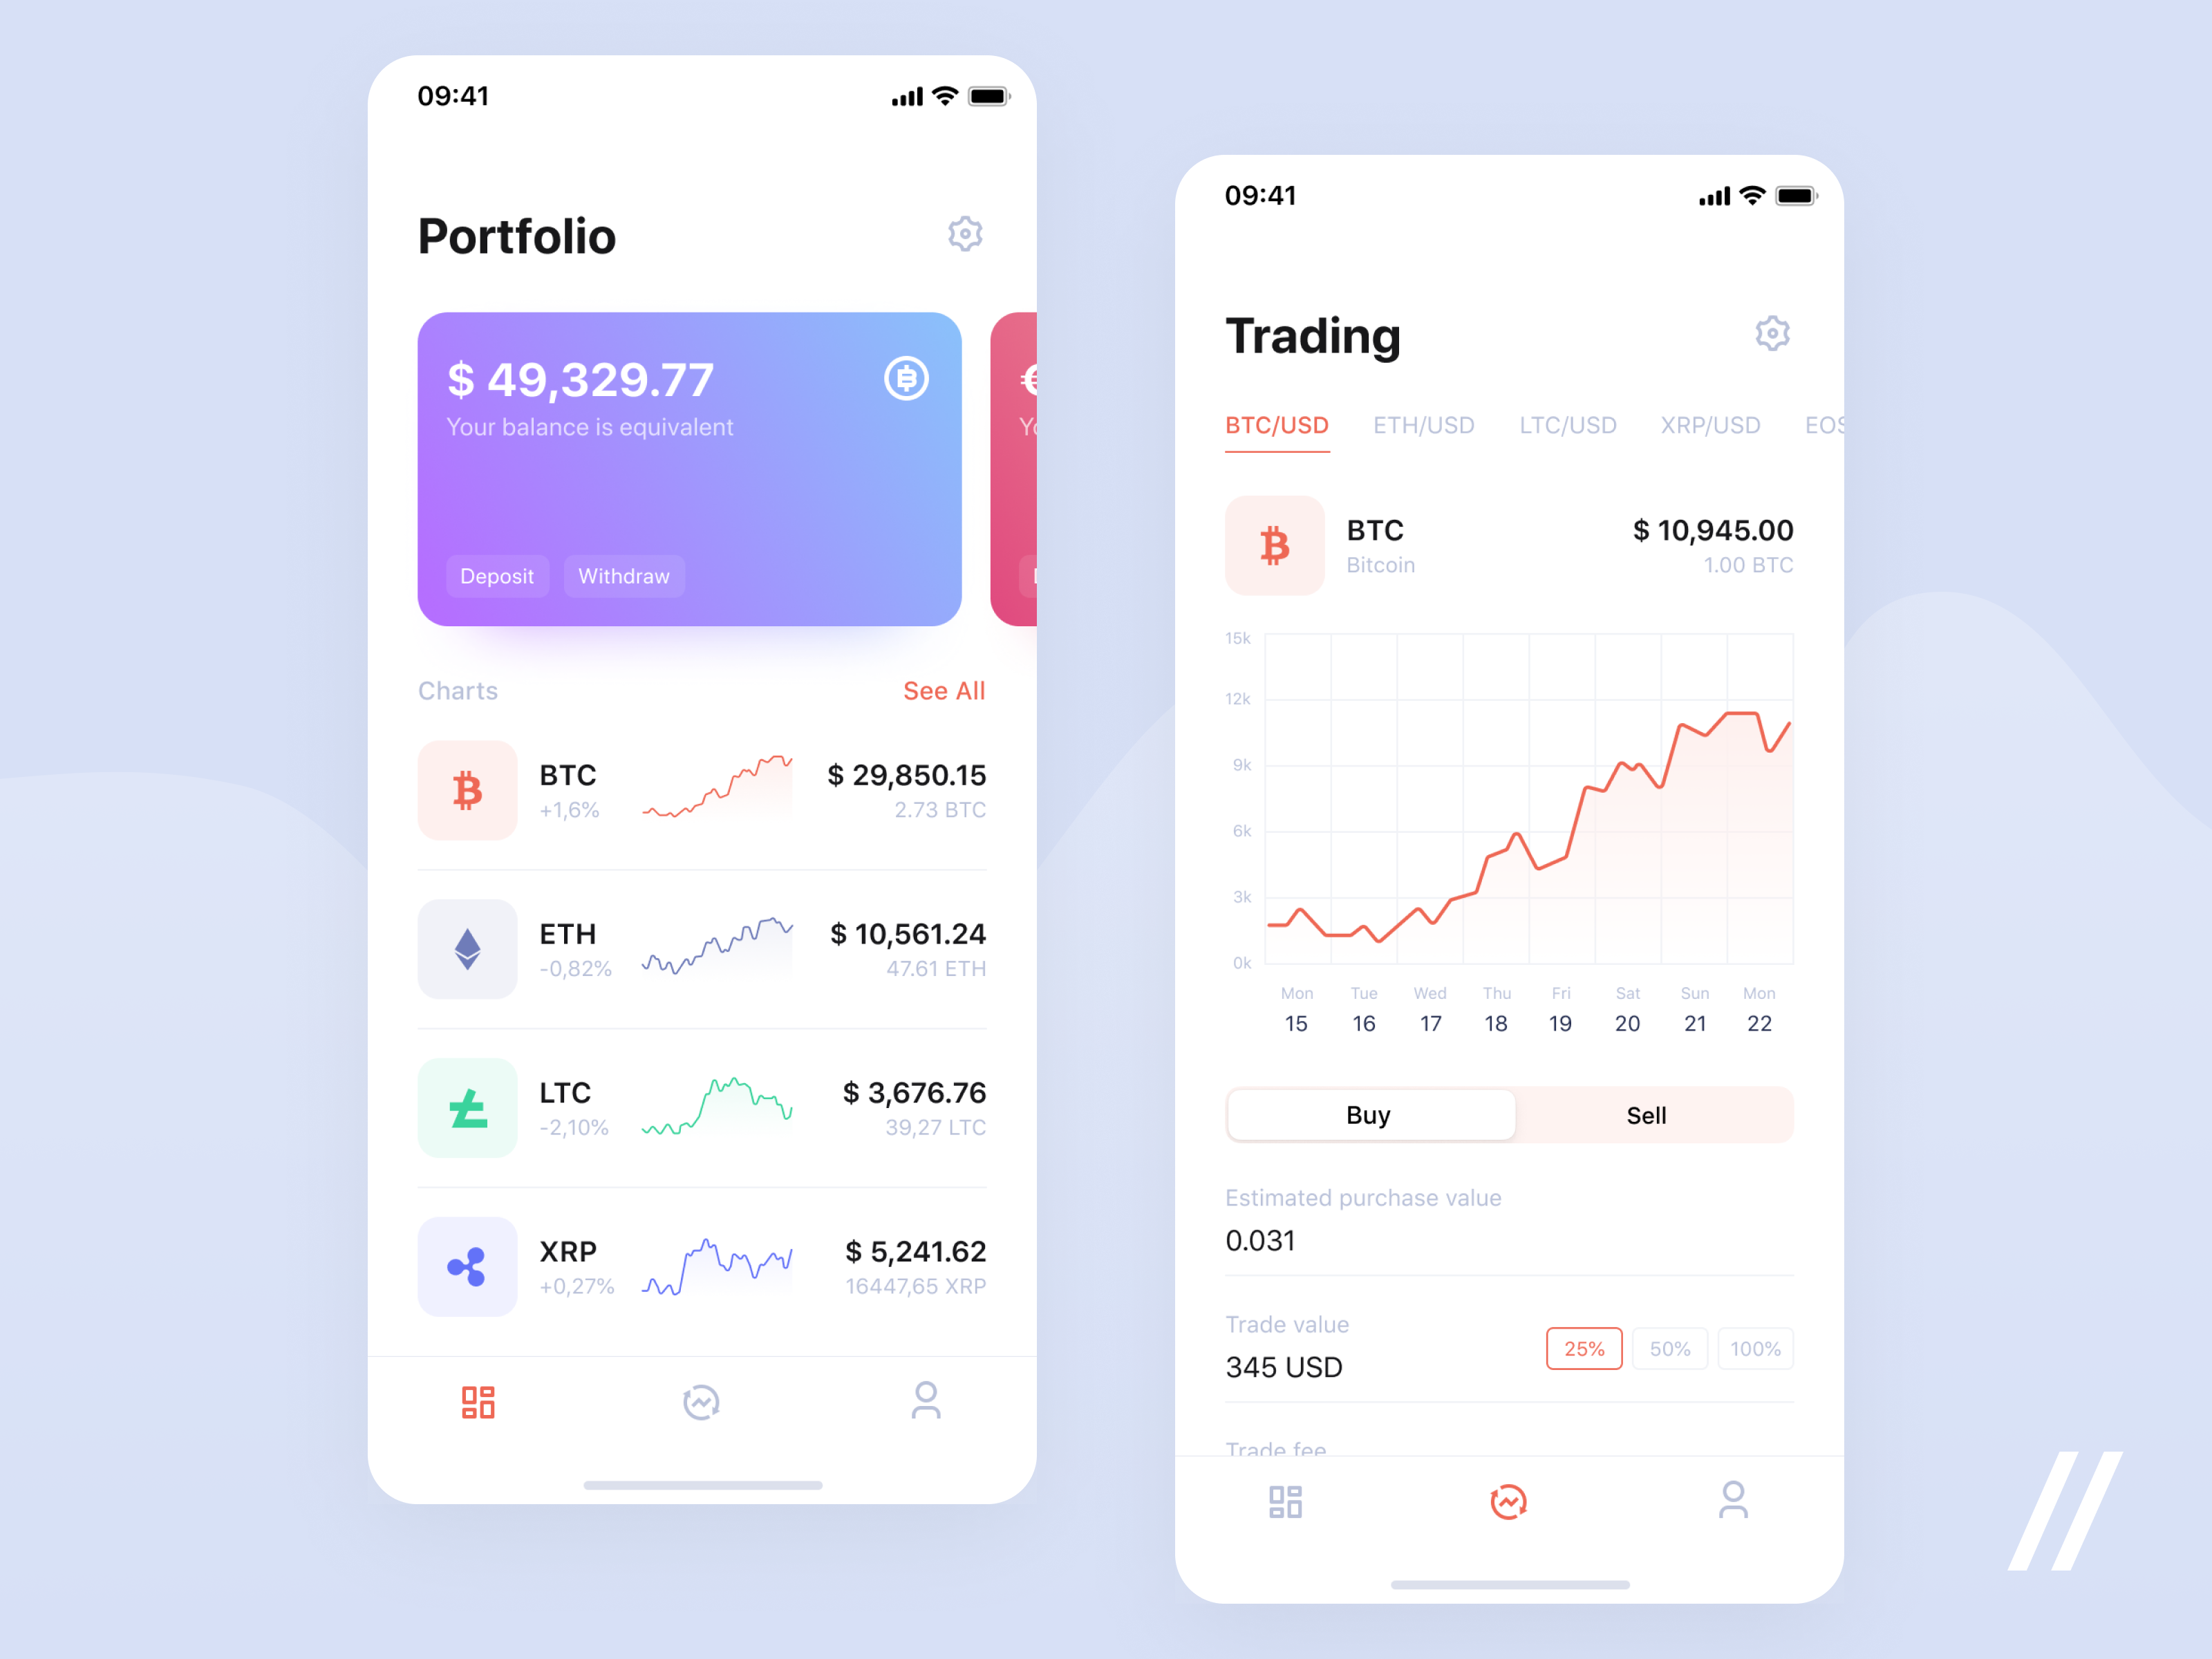 09:41
Portfolio
$ 49,329.77
Your balance is equivalent
Deposit Withdraw
€
Charts See All
BTC $ 29,850.15
+1,6% 2.73 BTC
ETH $ 10,561.24
-0,82% 47.61 ETH
LTC $ 3,676.76
-2,10% 39,27 LTC
XRP $ 5,241.62
+0,27% 16447,65 XRP
09:41
Trading
BTC/USD ETH/USD LTC/USD XRP/USD EOS
BTC $ 10,945.00
Bitcoin 1.00 BTC
15k
12k
9k
6k
3k
0k
Mon Tue Wed Thu Fri Sat Sun Mon
15 16 17 18 19 20 21 22
Buy Sell
Estimated purchase value
0.031
Trade value
345 USD
25% 50% 100%
Trade fee